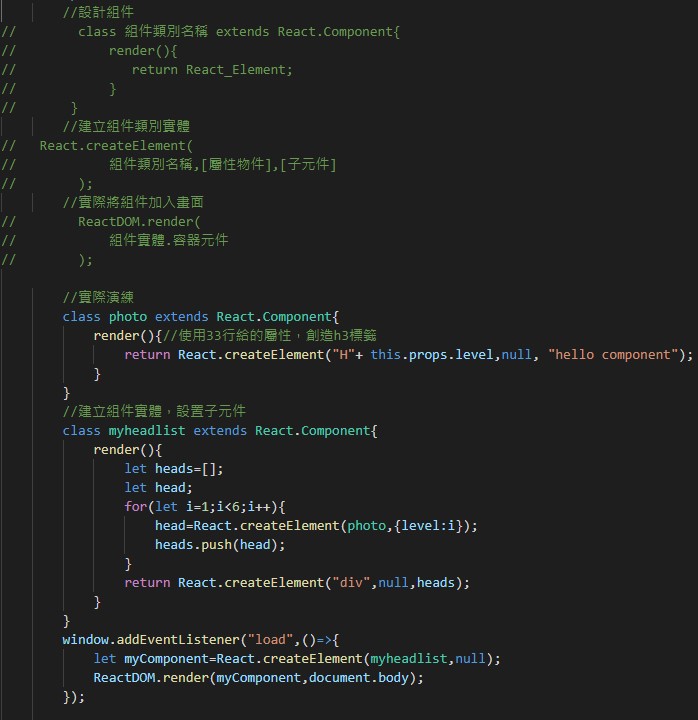 //設計組件
// class 組件類別名稱 extends React.Component{
// render(){
// return React_Element;
// }
// }
//建立組件類別實體
// React.createElement(
// 組件類別名稱,[屬性物件],[子元件]
// );
//實際將組件加入畫面
// ReactDOM.render(
// 組件實體.容器元件
// );
//實際演練
class photo extends React.Component{
render(){//使用33行給的屬性，創造h3標籤
return React.createElement("H"+ this.props.level,null, "hello component");
}
}
//建立組件實體，設置子元件
class myheadlist extends React.Component{
render(){
let heads=[];
let head;
for(let i=1;i<6;i++){
head=React.createElement(photo,{level:i});
heads.push(head);
}
return React.createElement("div",null,heads);
}
}
window.addEventListener("load",()=>{
let myComponent=React.createElement(myheadlist,null);
ReactDOM.render(myComponent,document.body);
});